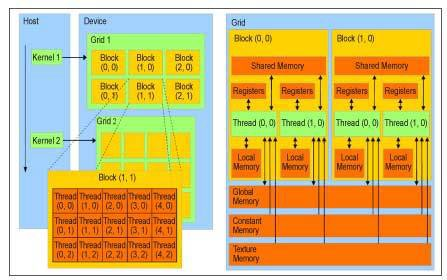 Host
Device
Grid 1
Kernel 1
Block
(0, 0)
Block
(1, 0)
Block
(2, 0)
Block
(0, 1)
Block
(1, 1)
Block
(2, 1)
Kernel 2
Grid 2
Block (1, 1)
Thread
(0, 0)
Thread
(1, 0)
Thread
(2, 0)
Thread
(3, 0)
Thread
(4, 0)
Thread
(0, 1)
Thread
(1, 1)
Thread
(2, 1)
Thread
(3, 1)
Thread
(4, 1)
Thread
(0, 2)
Thread
(1, 2)
Thread
(2, 2)
Thread
(3, 2)
Thread
(4, 2)
Grid
Block (0, 0)
Shared Memory
Registers
Registers
Thread (0, 0)
Thread (1, 0)
Local
Memory
Local
Memory
Block (1, 0)
Shared Memory
Registers
Registers
Thread (0, 0)
Thread (1, 0)
Local
Memory
Local
Memory
Global
Memory
Constant
Memory
Texture
Memory